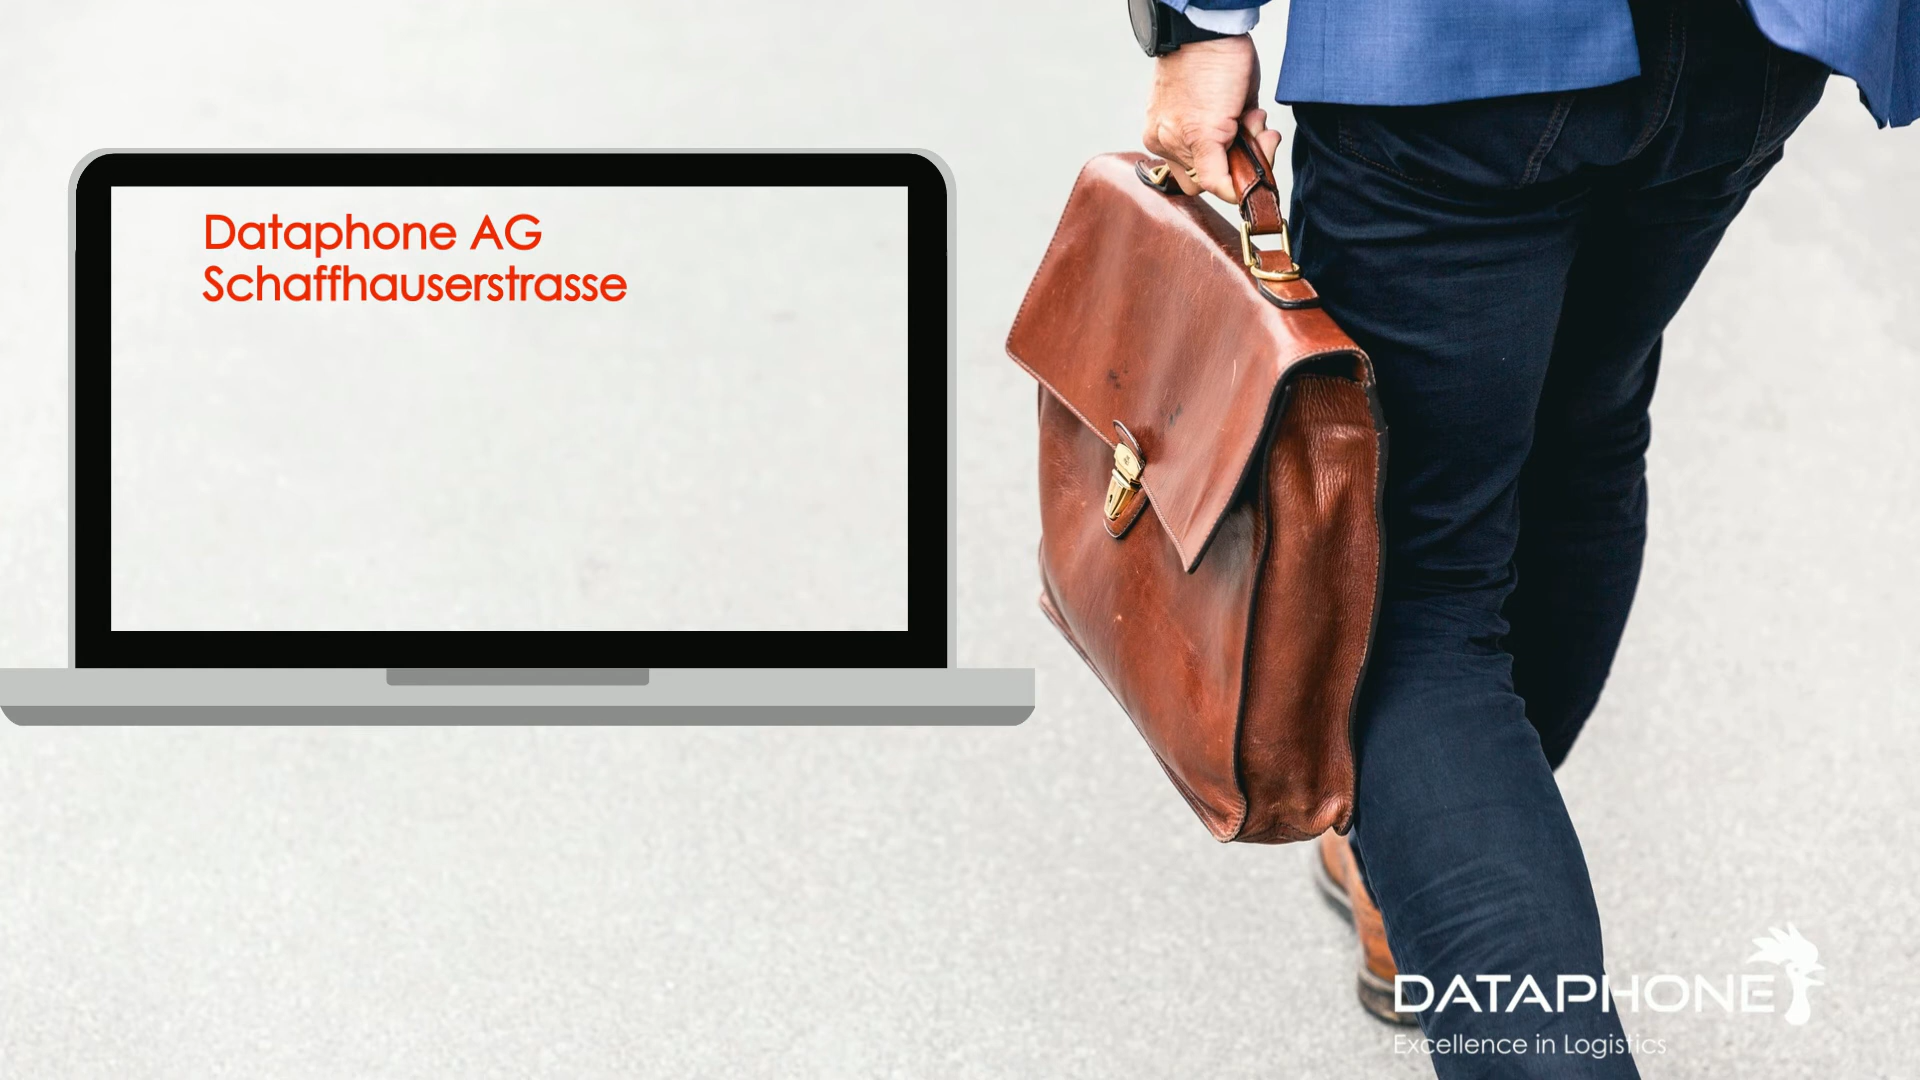 Dataphone AG
Schaffhauserstrasse
DATAPHONE
Excellence in Logistics